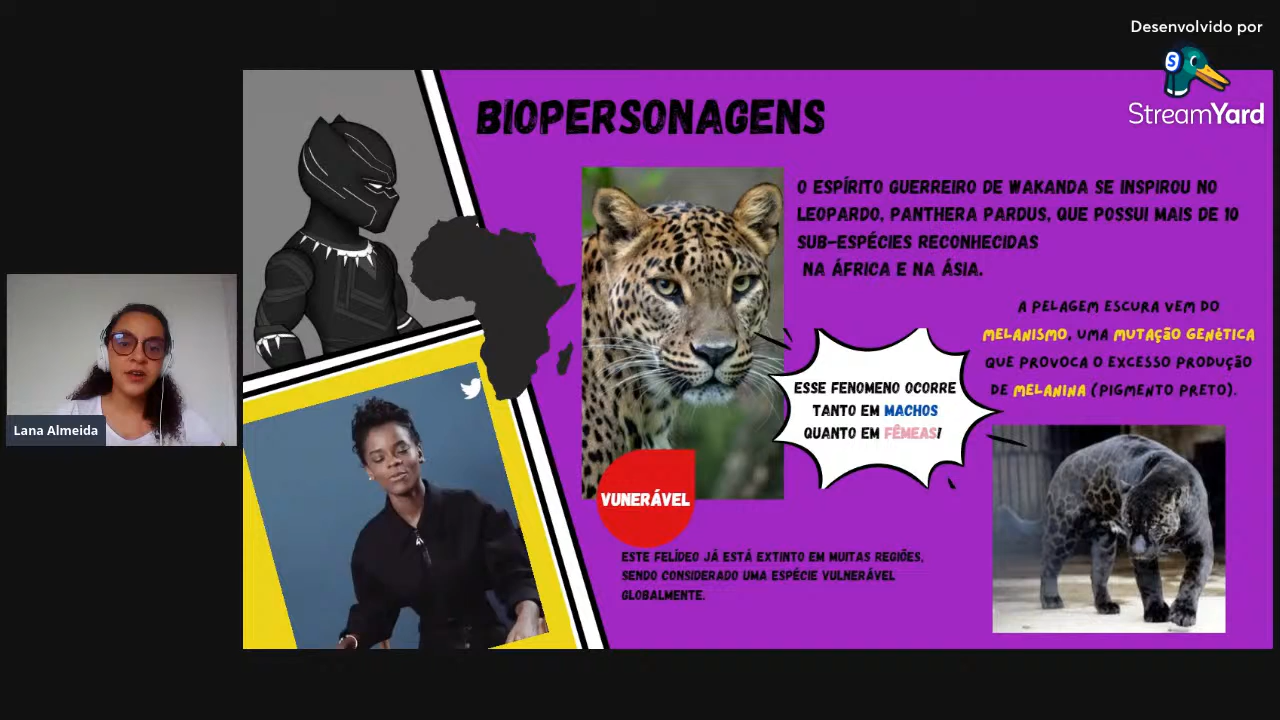 Desenvolvido por
StreamYard
BIOPERSONAGENS
O ESPÍRITO GUERREIRO DE WAKANDA SE INSPIROU NO
LEOPARDO, PANTHERA PARDUS, QUE POSSUI MAIS DE 10
SUB-ESPÉCIES RECONHECIDAS
NA ÁFRICA E NA ÁSIA.
A PELAGEM ESCURA VEM DO
MELANISMO, UMA MUTAÇÃO GENÉTICA
QUE PROVOCA O EXCESSO PRODUÇÃO
DE MELANINA (PIGMENTO PRETO).
ESSE FENOMENO OCORRE
TANTO EM MACHOS
QUANTO EM FÊMEAS!
VUNERÁVEL
ESTE FELÍDEO JÁ ESTÁ EXTINTO EM MUITAS REGIÕES,
SENDO CONSIDERADO UMA ESPÉCIE VULNERÁVEL
GLOBALMENTE.
Lana Almeida